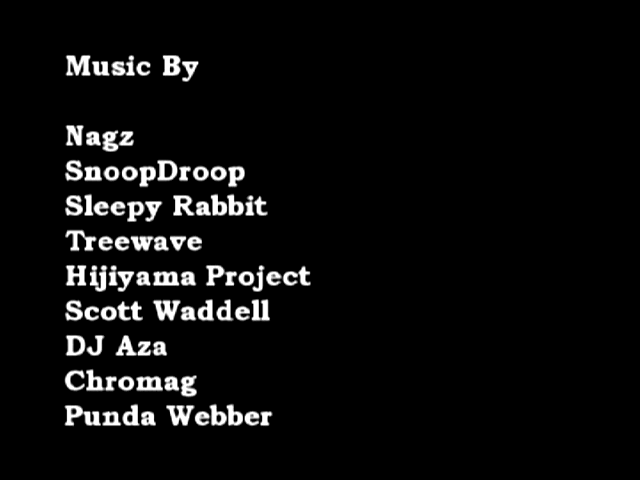 Music By
Nagz
SnoopDroop
Sleepy Rabbit
Treewave
Hijiyama Project
Scott Waddell
DJ Aza
Chromag
Punda Webber